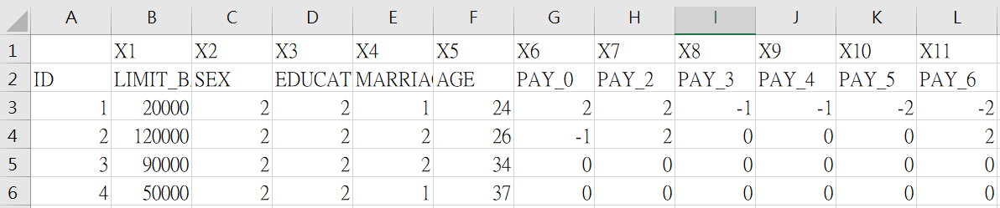 A B C D E F G H I J K L
1 X1 X2 X3 X4 X5 X6 X7 X8 X9 X10 X11
2 ID LIMIT_B SEX EDUCAT MARRIA AGE PAY_0 PAY_2 PAY_3 PAY_4 PAY_5 PAY_6
3 1 20000 2 2 1 24 2 2 -1 -1 -2 -2
4 2 120000 2 2 2 26 -1 2 0 0 0 2
5 3 90000 2 2 2 34 0 0 0 0 0 0
6 4 50000 2 2 1 37 0 0 0 0 0 0